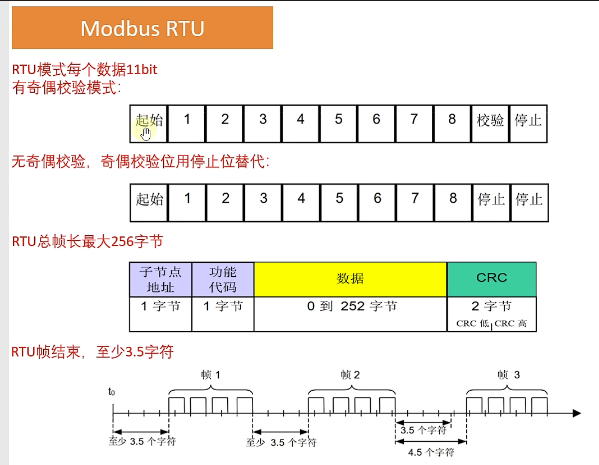 Modbus RTU
RTU模式每个数据11bit
有奇偶校验模式：
起始 1 2 3 4 5 6 7 8 校验 停止
无奇偶校验，奇偶校验位用停止位替代：
起始 1 2 3 4 5 6 7 8 停止 停止
RTU总帧长最大256字节
子节点地址 功能代码 数据 CRC
1 字节 1 字节 0 到 252 字节 2 字节
CRC 低 CRC 高
RTU帧结束，至少3.5字符
帧 1 帧 2 帧 3
t0
至少 3.5 个字符 至少 3.5 个字符 3.5 个字符
4.5 个字符